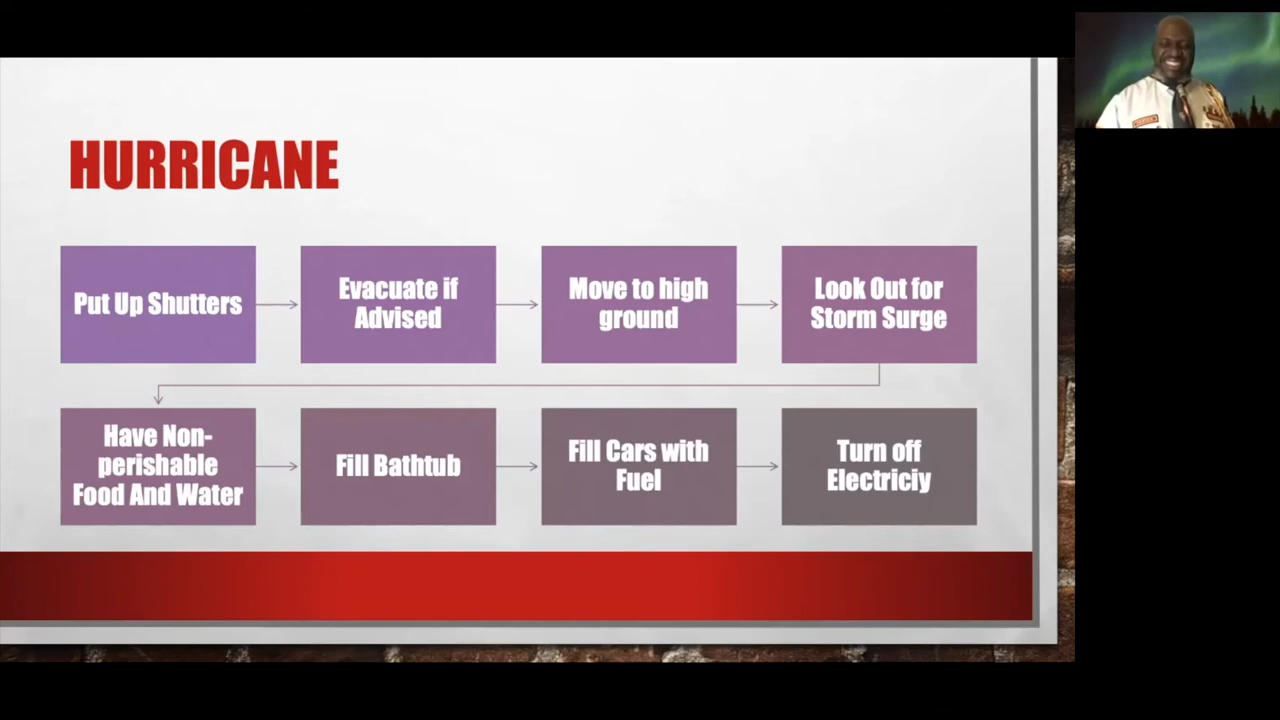 HURRICANE
Put Up Shutters
Evacuate if
Advised
Move to high
ground
Look Out for
Storm Surge
Have Non-
perishable
Food And Water
Fill Bathtub
Fill Cars with
Fuel
Turn off
Electriciy